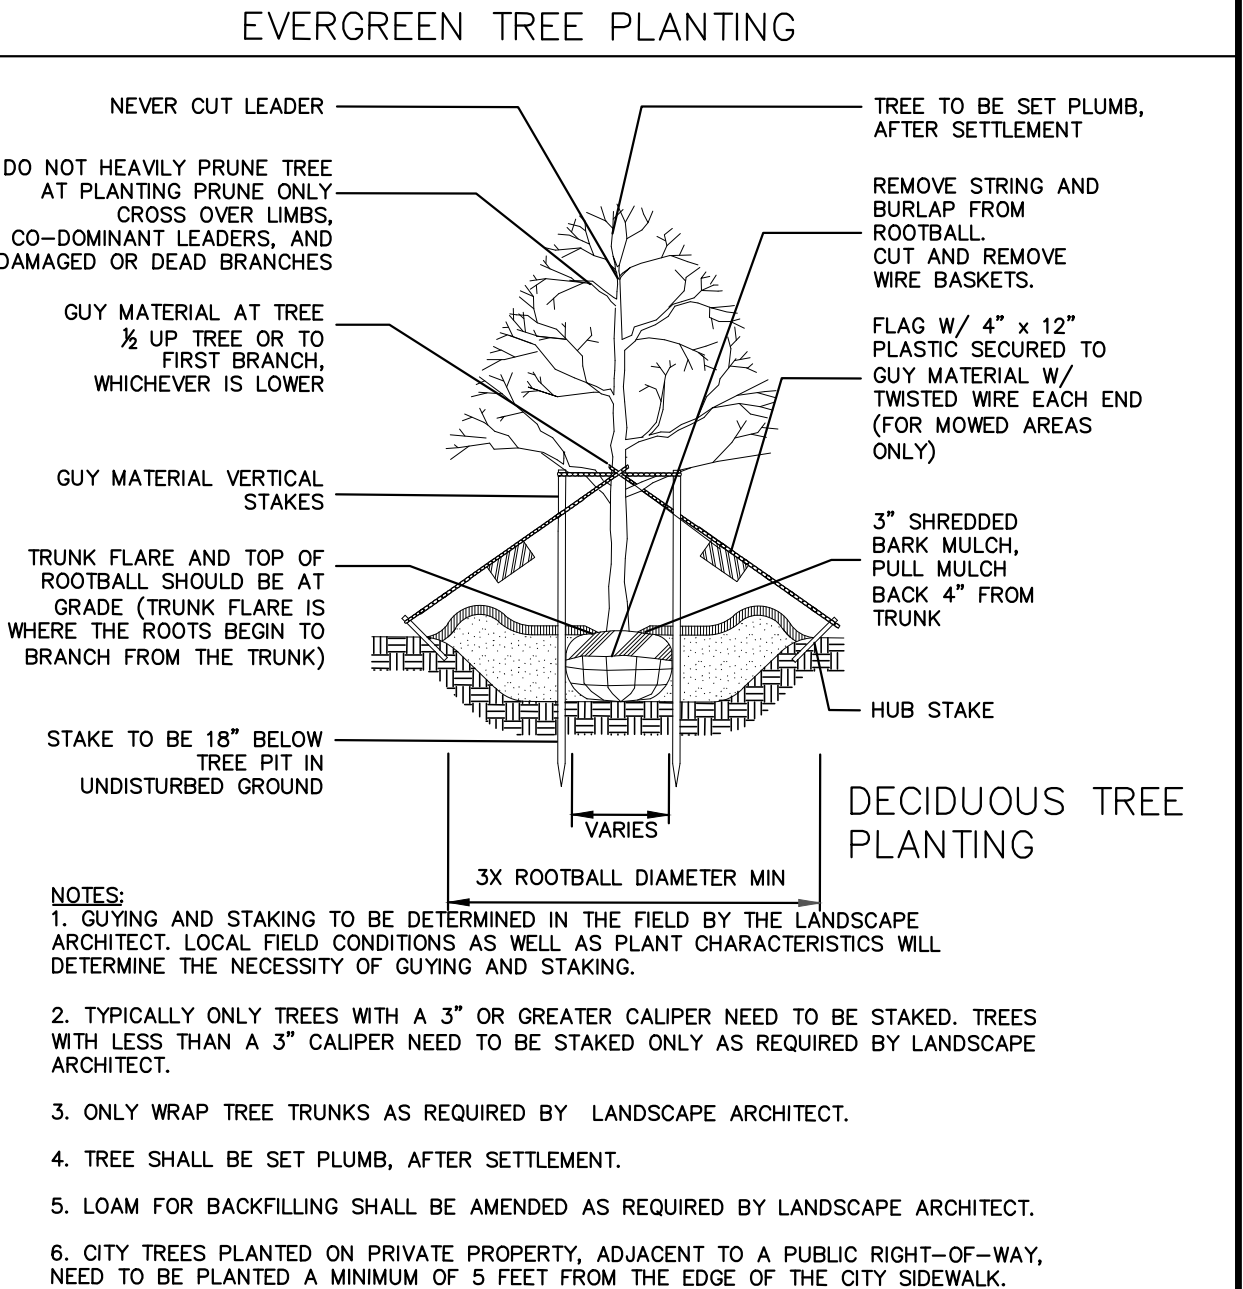 EVERGREEN TREE PLANTING
NEVER CUT LEADER
DO NOT HEAVILY PRUNE TREE
AT PLANTING PRUNE ONLY
CROSS OVER LIMBS,
CO-DOMINANT LEADERS, AND
DAMAGED OR DEAD BRANCHES
GUY MATERIAL AT TREE
½ UP TREE OR TO
FIRST BRANCH,
WHICHEVER IS LOWER
GUY MATERIAL VERTICAL
STAKES
TRUNK FLARE AND TOP OF
ROOTBALL SHOULD BE AT
GRADE (TRUNK FLARE IS
WHERE THE ROOTS BEGIN TO
BRANCH FROM THE TRUNK)
STAKE TO BE 18" BELOW
TREE PIT IN
UNDISTURBED GROUND
TREE TO BE SET PLUMB,
AFTER SETTLEMENT
REMOVE STRING AND
BURLAP FROM
ROOTBALL.
CUT AND REMOVE
WIRE BASKETS.
FLAG W/ 4" x 12"
PLASTIC SECURED TO
GUY MATERIAL W/
TWISTED WIRE EACH END
(FOR MOWED AREAS
ONLY)
3" SHREDDED
BARK MULCH,
PULL MULCH
BACK 4" FROM
TRUNK
HUB STAKE
VARIES
3X ROOTBALL DIAMETER MIN
DECIDUOUS TREE
PLANTING
NOTES:
1. GUYING AND STAKING TO BE DETERMINED IN THE FIELD BY THE LANDSCAPE
ARCHITECT. LOCAL FIELD CONDITIONS AS WELL AS PLANT CHARACTERISTICS WILL
DETERMINE THE NECESSITY OF GUYING AND STAKING.
2. TYPICALLY ONLY TREES WITH A 3" OR GREATER CALIPER NEED TO BE STAKED. TREES
WITH LESS THAN A 3" CALIPER NEED TO BE STAKED ONLY AS REQUIRED BY LANDSCAPE
ARCHITECT.
3. ONLY WRAP TREE TRUNKS AS REQUIRED BY LANDSCAPE ARCHITECT.
4. TREE SHALL BE SET PLUMB, AFTER SETTLEMENT.
5. LOAM FOR BACKFILLING SHALL BE AMENDED AS REQUIRED BY LANDSCAPE ARCHITECT.
6. CITY TREES PLANTED ON PRIVATE PROPERTY, ADJACENT TO A PUBLIC RIGHT-OF-WAY,
NEED TO BE PLANTED A MINIMUM OF 5 FEET FROM THE EDGE OF THE CITY SIDEWALK.